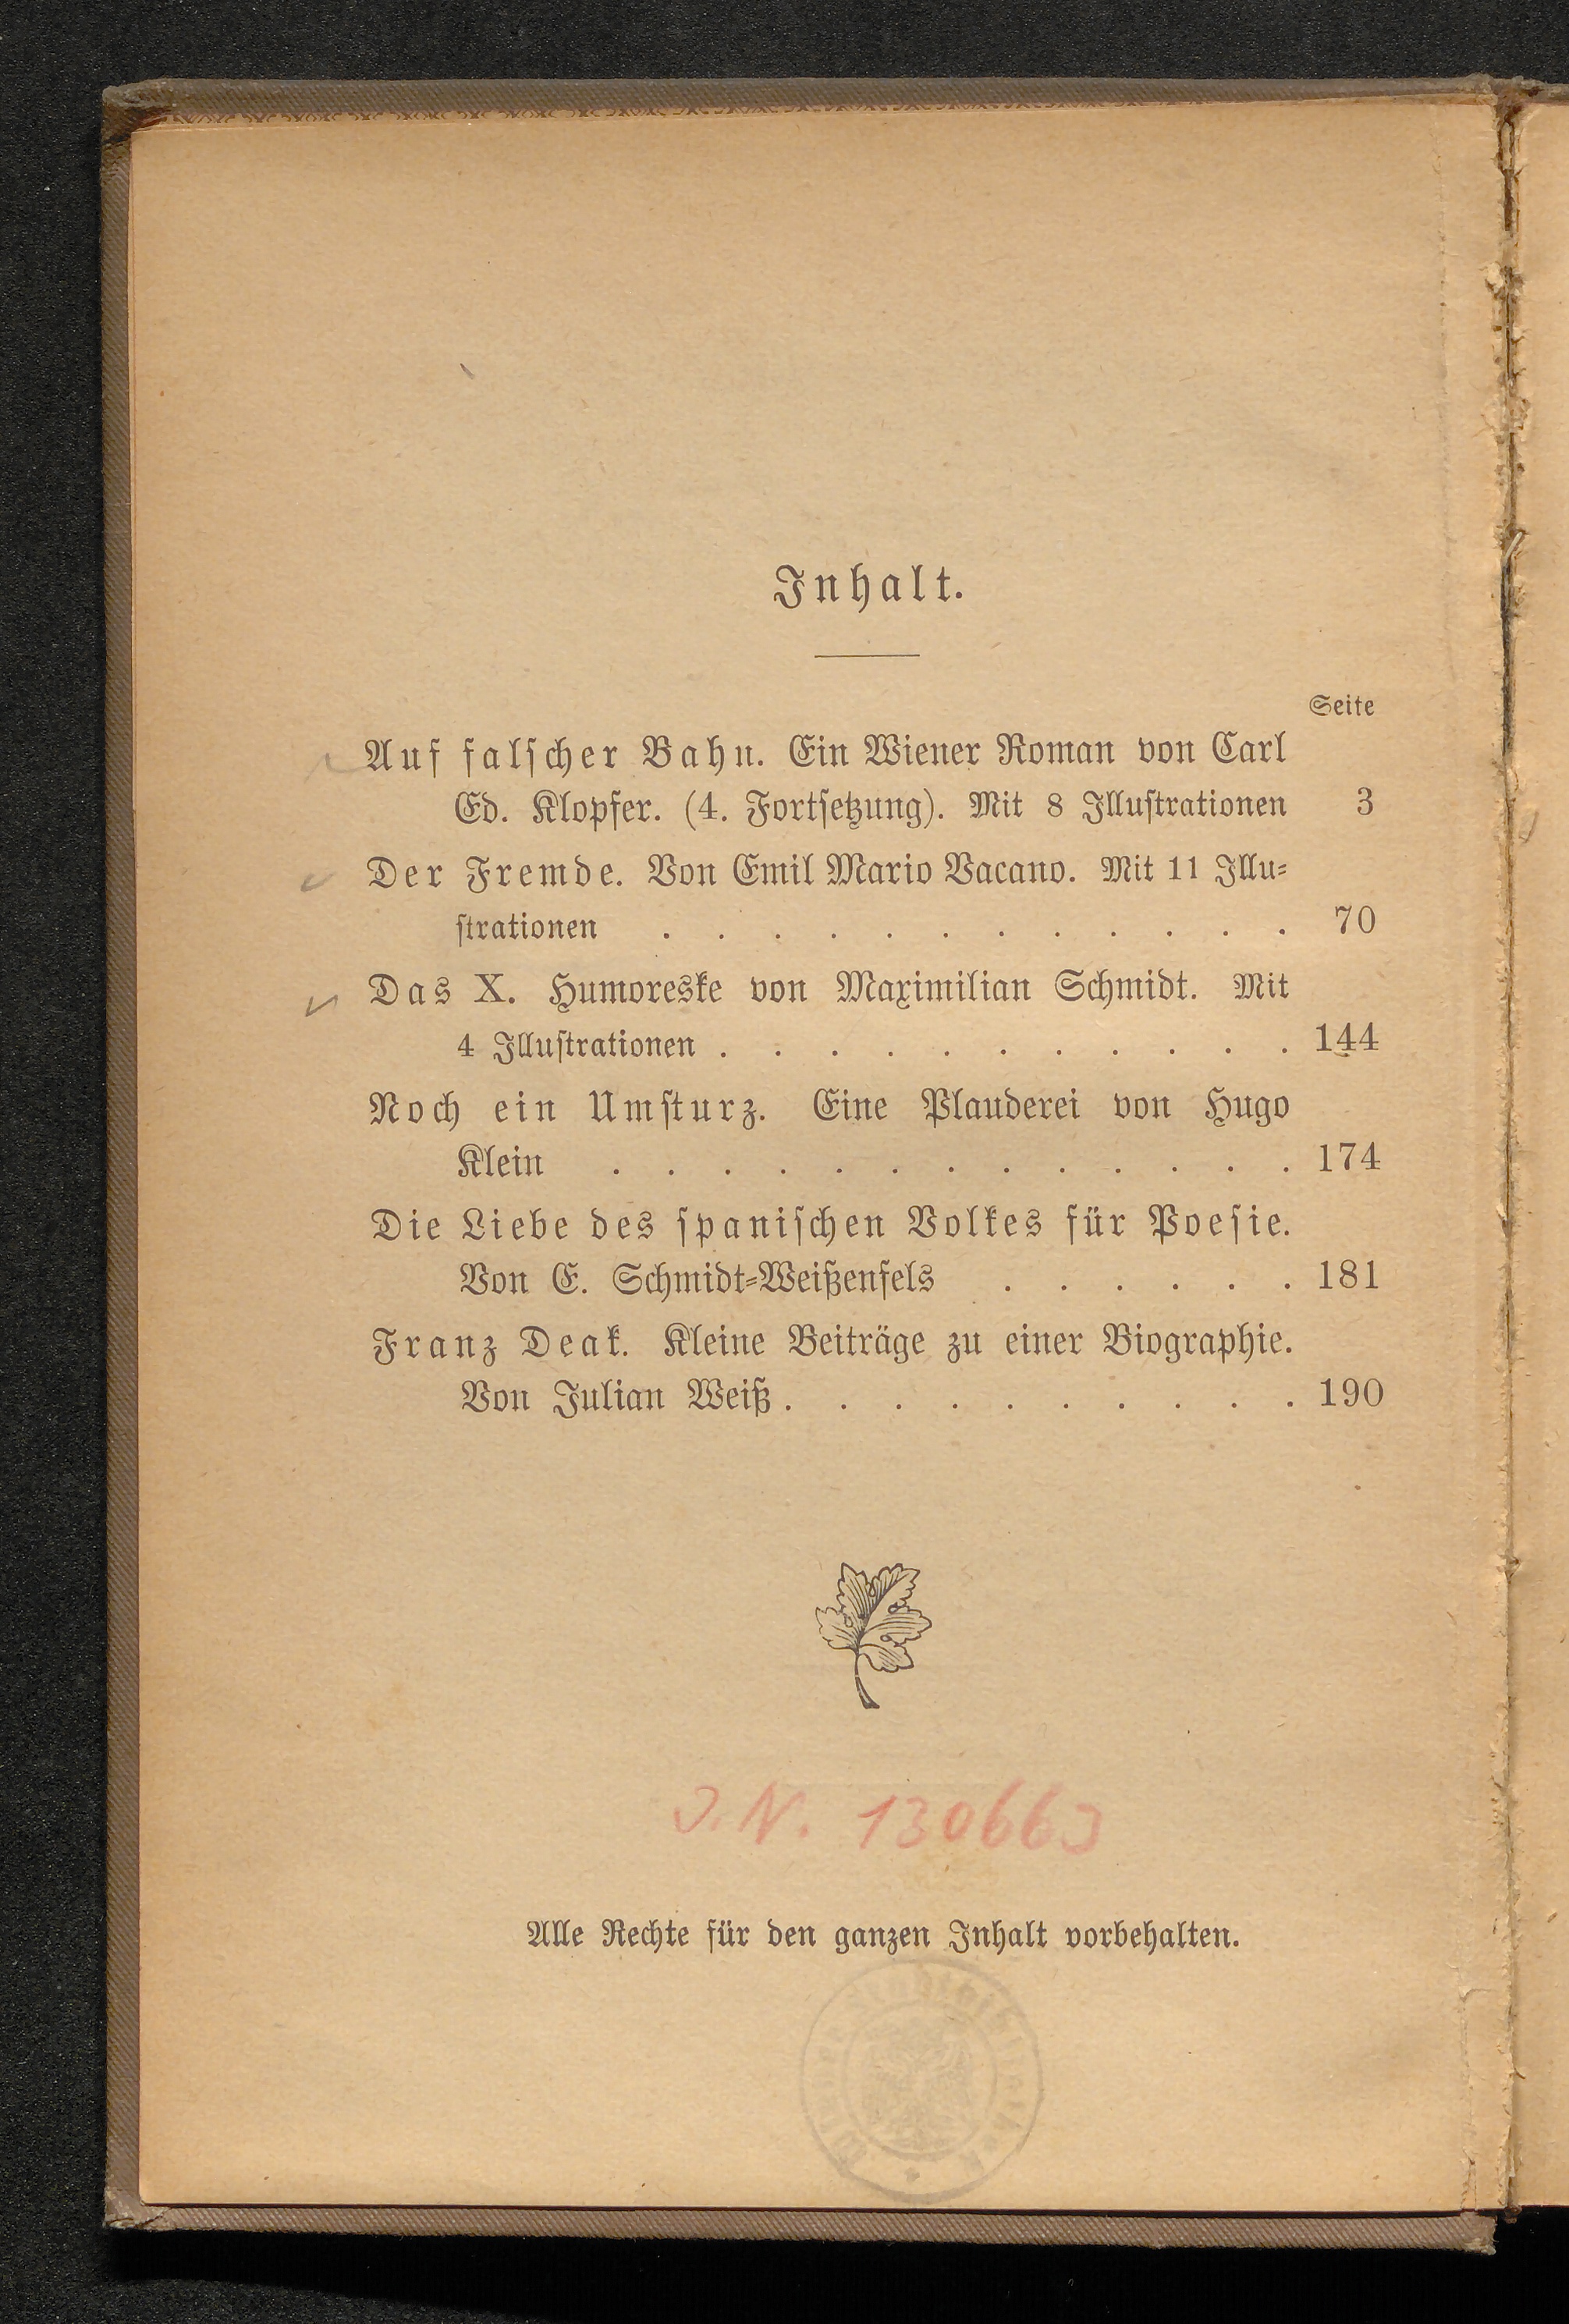 Inhalt.
Seite
Auf falscher Bahn. Ein Wiener Roman von Carl
Ed. Klopfer. (4. Fortsetzung). Mit 8 Illustrationen 3
Der Fremde. Von Emil Mario Vacano. Mit 11 Illu-
strationen . . . . . . . . . . . . 70
Das X. Humoreske von Maximilian Schmidt. Mit
4 Illustrationen . . . . . . . . . . . 144
Noch ein Umsturz. Eine Plauderei von Hugo
Klein . . . . . . . . . . . . . 174
Die Liebe des spanischen Volkes für Poesie.
Von E. Schmidt-Weißenfels . . . . . . 181
Franz Deak. Kleine Beiträge zu einer Biographie.
Von Julian Weiß . . . . . . . . . . 190
J.N. 130663
Alle Rechte für den ganzen Inhalt vorbehalten.